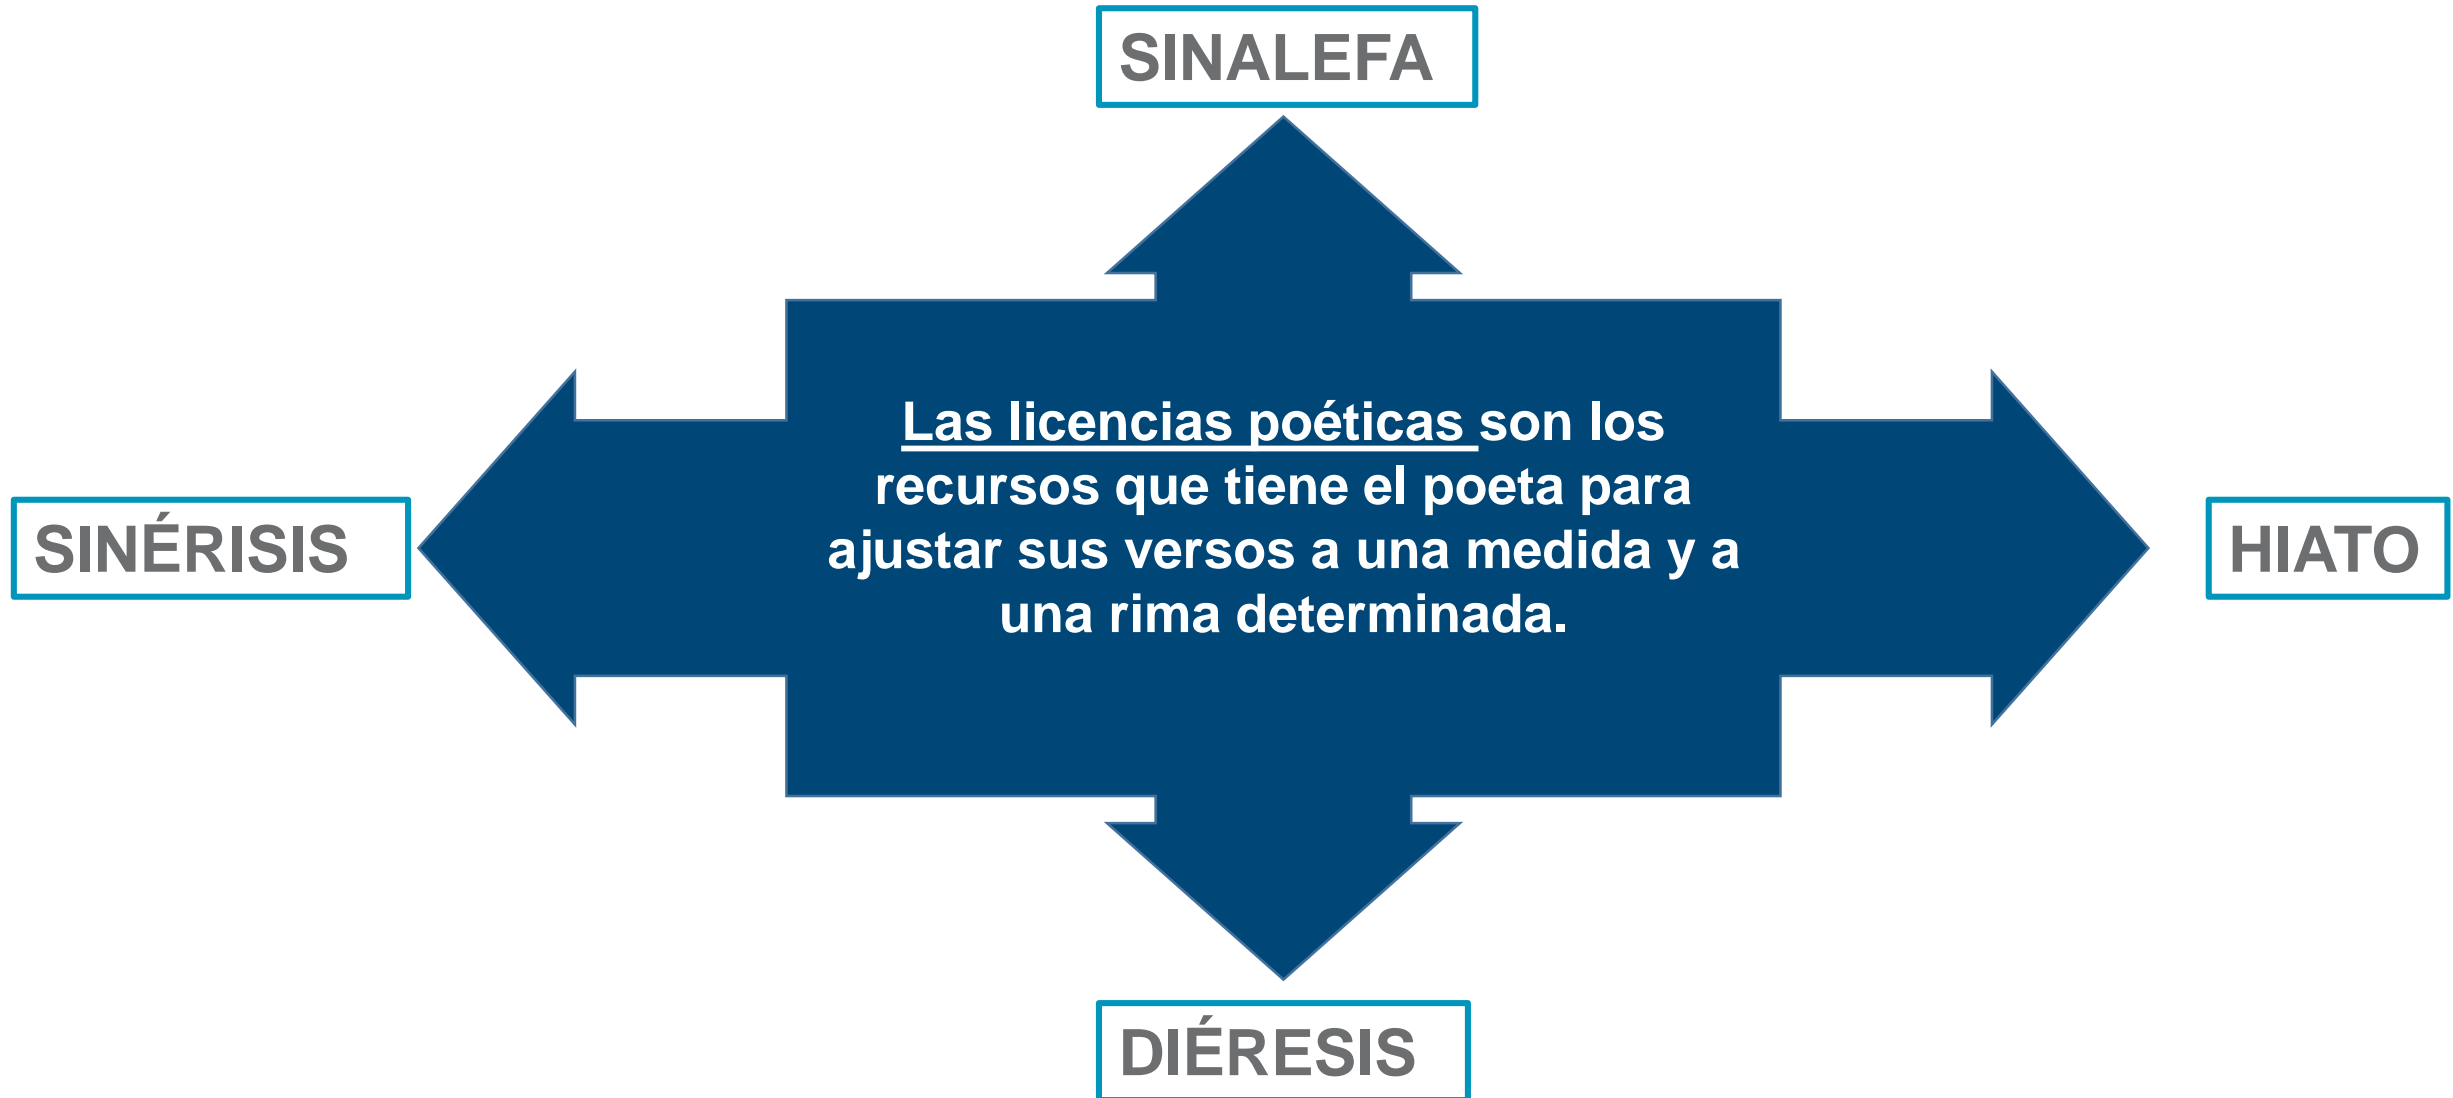 SINALEFA
Las licencias poéticas son los
recursos que tiene el poeta para
ajustar sus versos a una medida y a
una rima determinada.
SINÉRISIS
HIATO
DIÉRESIS